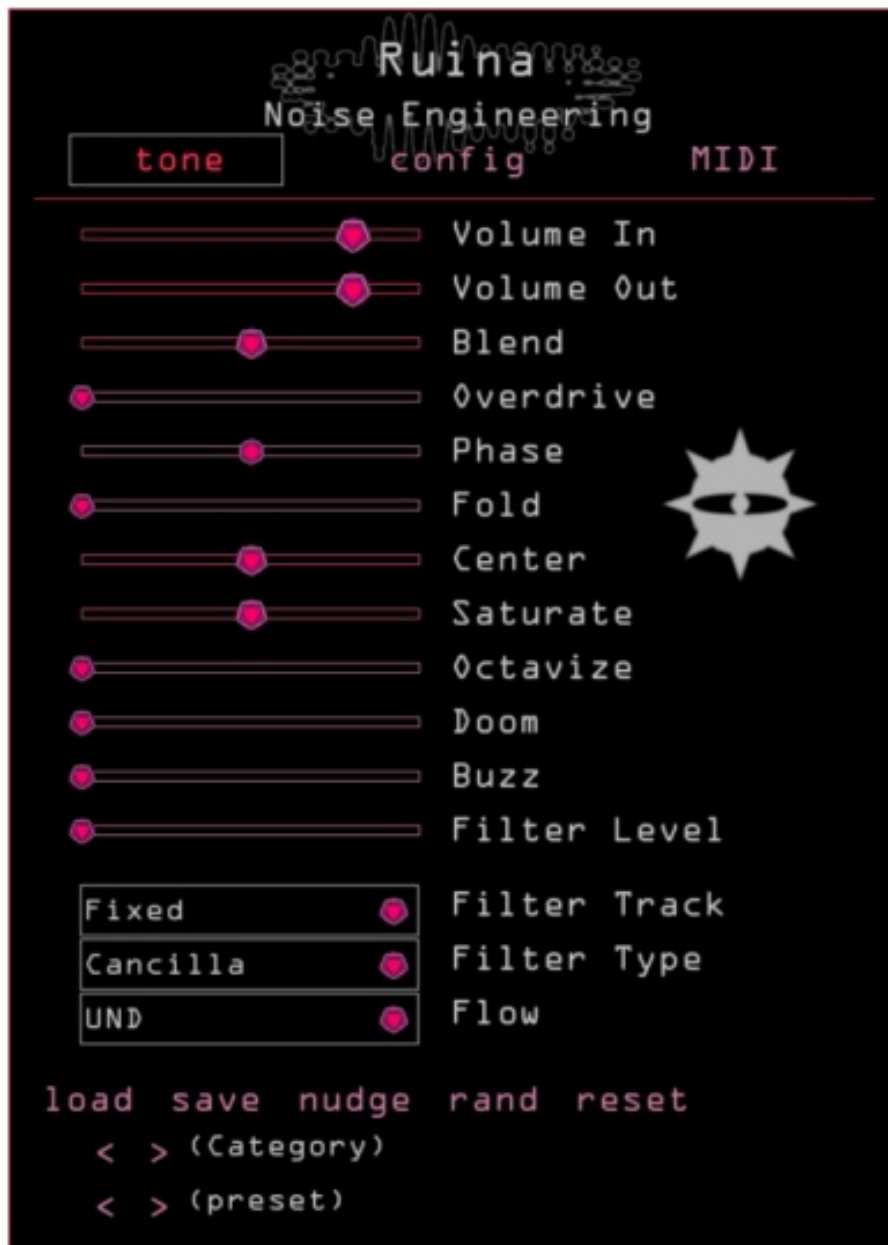 Ruina
Noise Engineering
tone config MIDI
Volume In
Volume Out
Blend
Overdrive
Phase
Fold
Center
Saturate
Octavize
Doom
Buzz
Filter Level
Fixed Filter Track
Cancilla Filter Type
UND Flow
load save nudge rand reset
< > (Category)
< > (preset)